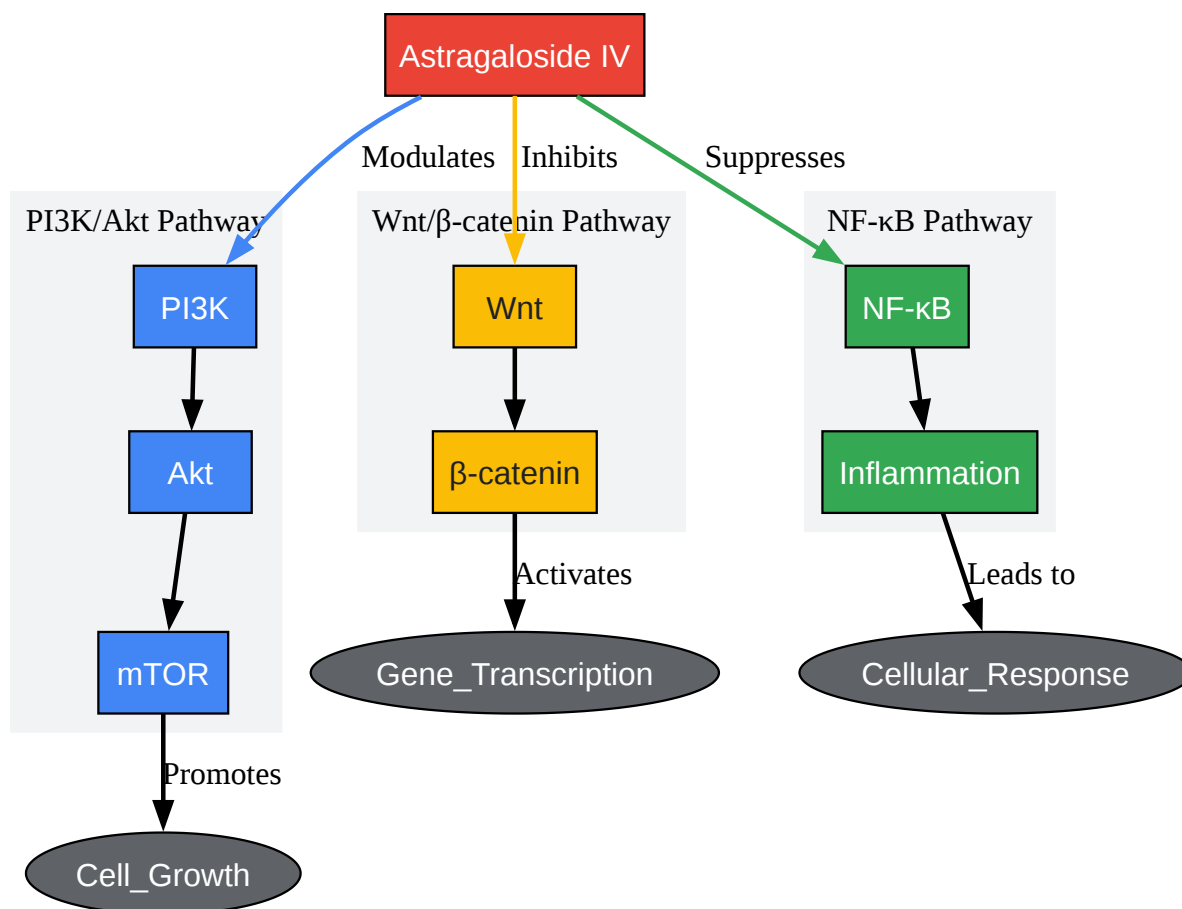 Astragaloside IV
Modulates
Inhibits
Suppresses
PI3K/Akt Pathway
Wnt/β-catenin Pathway
NF-κB Pathway
PI3K
Wnt
NF-κB
Akt
β-catenin
Inflammation
Activates
Leads to
mTOR
Gene_Transcription
Cellular_Response
Promotes
Cell_Growth